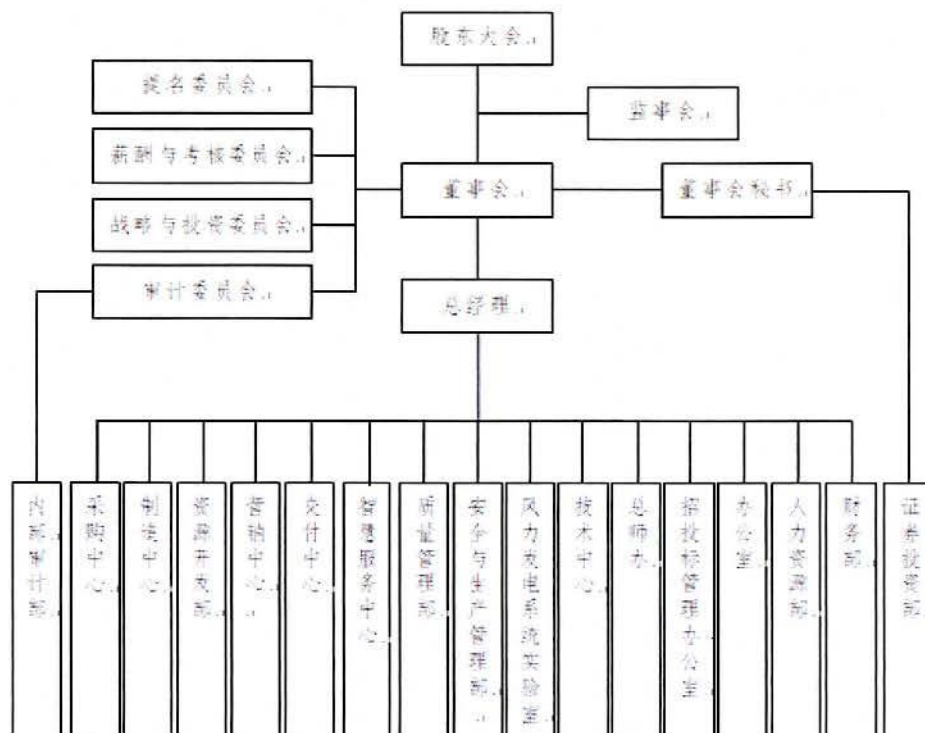 股东大会
提名委员会
监事会
薪酬与考核委员会
董事会
董事会秘书
战略与投资委员会
审计委员会
总经理
内部审计部
采购中心
制造中心
资源开发部
营销中心
交付中心
智慧服务中心
质量管理部
安全与生产管理部
风力发电系统实验室
技术中心
总师办
招投标管理办公室
办公室
人力资源部
财务部
证券投资部